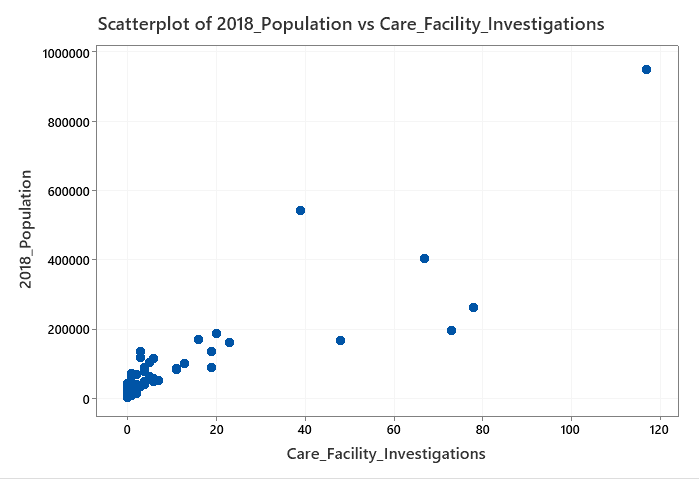 Scatterplot of 2018_Population vs Care_Facility_Investigations
1000000
800000
600000
400000
200000
0
2018_Population
0 20 40 60 80 100 120
Care_Facility_Investigations